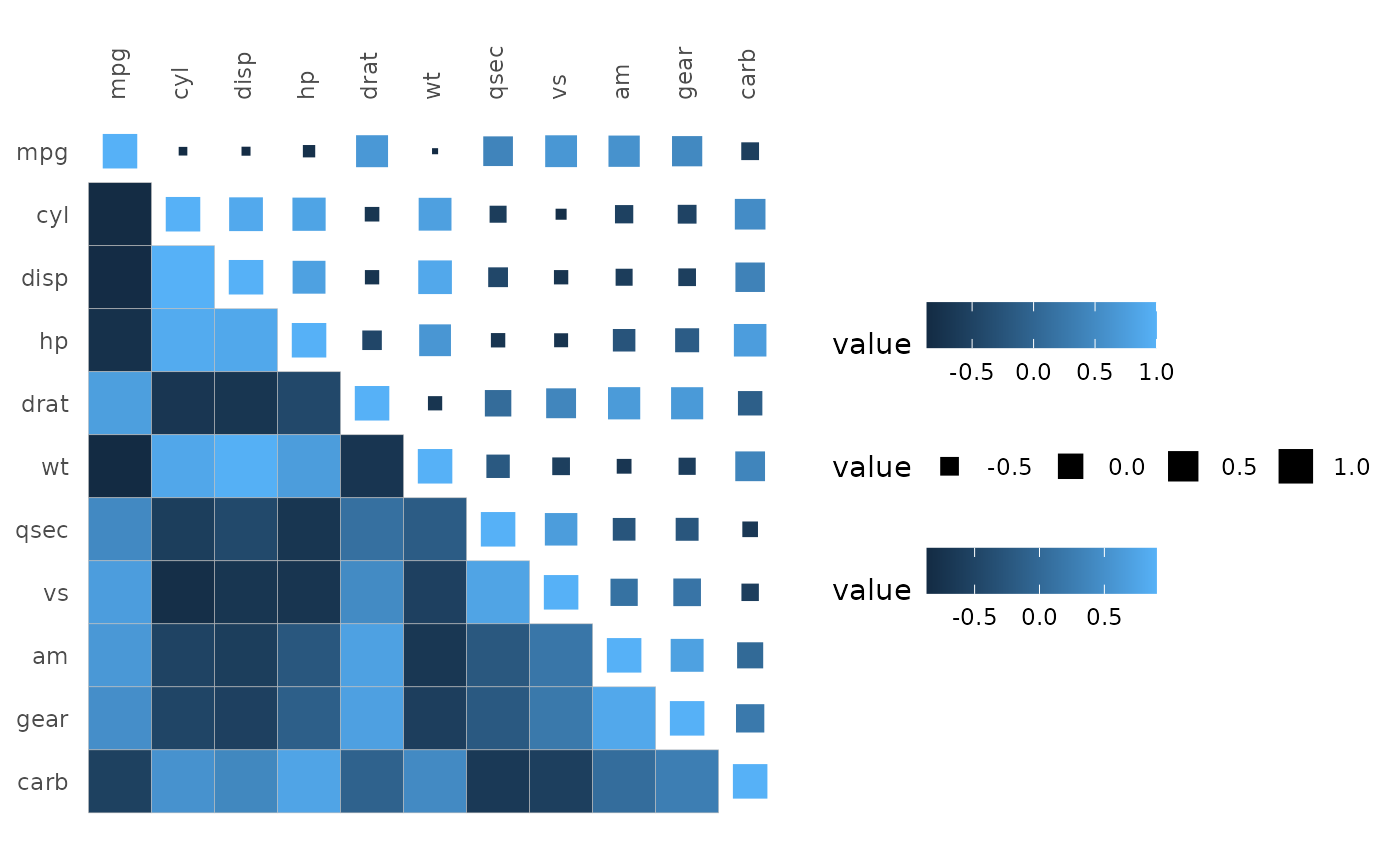 mpg cyl disp hp drat wt qsec vs am gear carb
mpg
cyl
disp
hp
drat
wt
qsec
vs
am
gear
carb
value
-0.5 0.0 0.5 1.0
value -0.5 0.0 0.5 1.0
value
-0.5 0.0 0.5